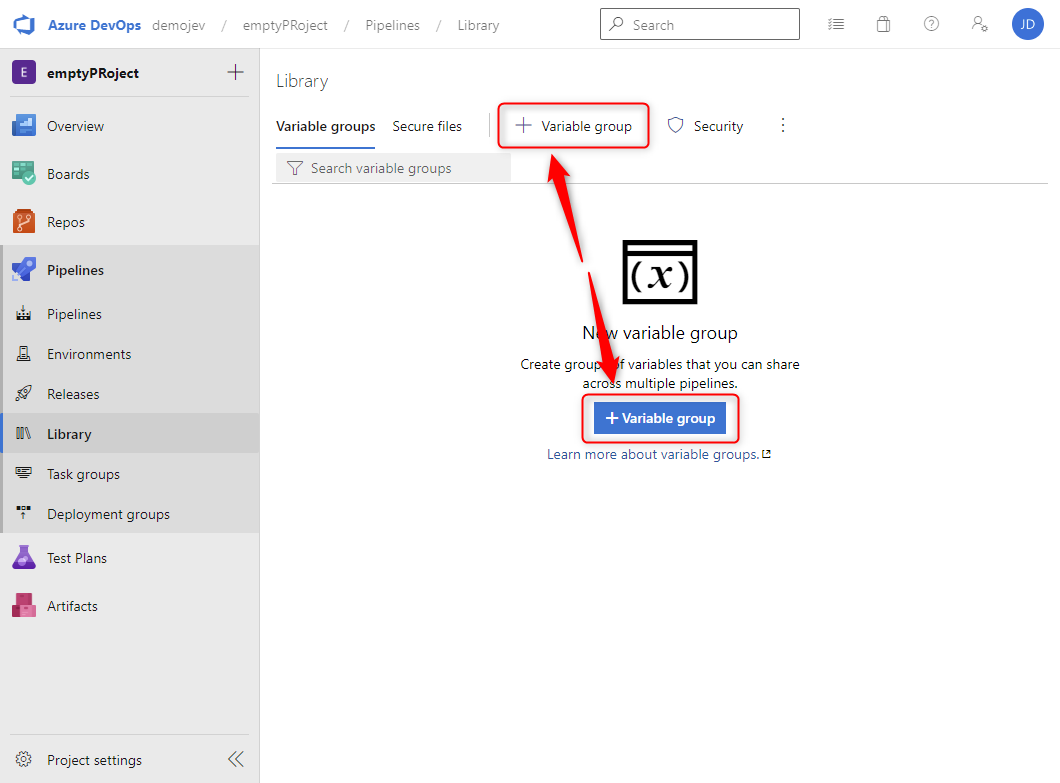 Azure DevOps demojev / emptyPRoject / Pipelines / Library
Search
JD
E emptyPRoject
Overview
Boards
Repos
Pipelines
Pipelines
Environments
Releases
Library
Task groups
Deployment groups
Test Plans
Artifacts
Project settings
Library
Variable groups Secure files + Variable group Security
Search variable groups
(x)
New variable group
Create groups of variables that you can share
across multiple pipelines.
+ Variable group
Learn more about variable groups.